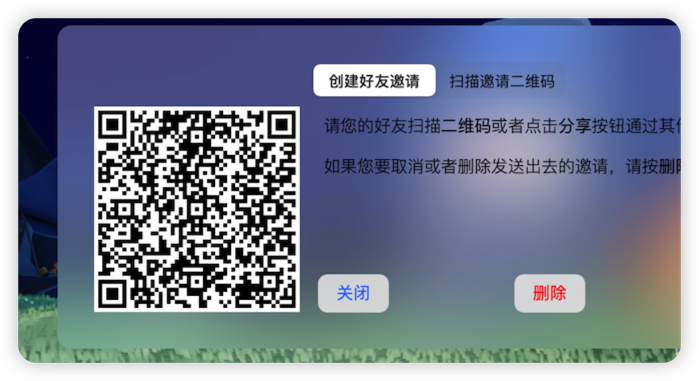 创建好友邀请 扫描邀请二维码
请您的好友扫描二维码或者点击分享按钮通过其
如果您要取消或者删除发送出去的邀请，请按删
关闭 删除